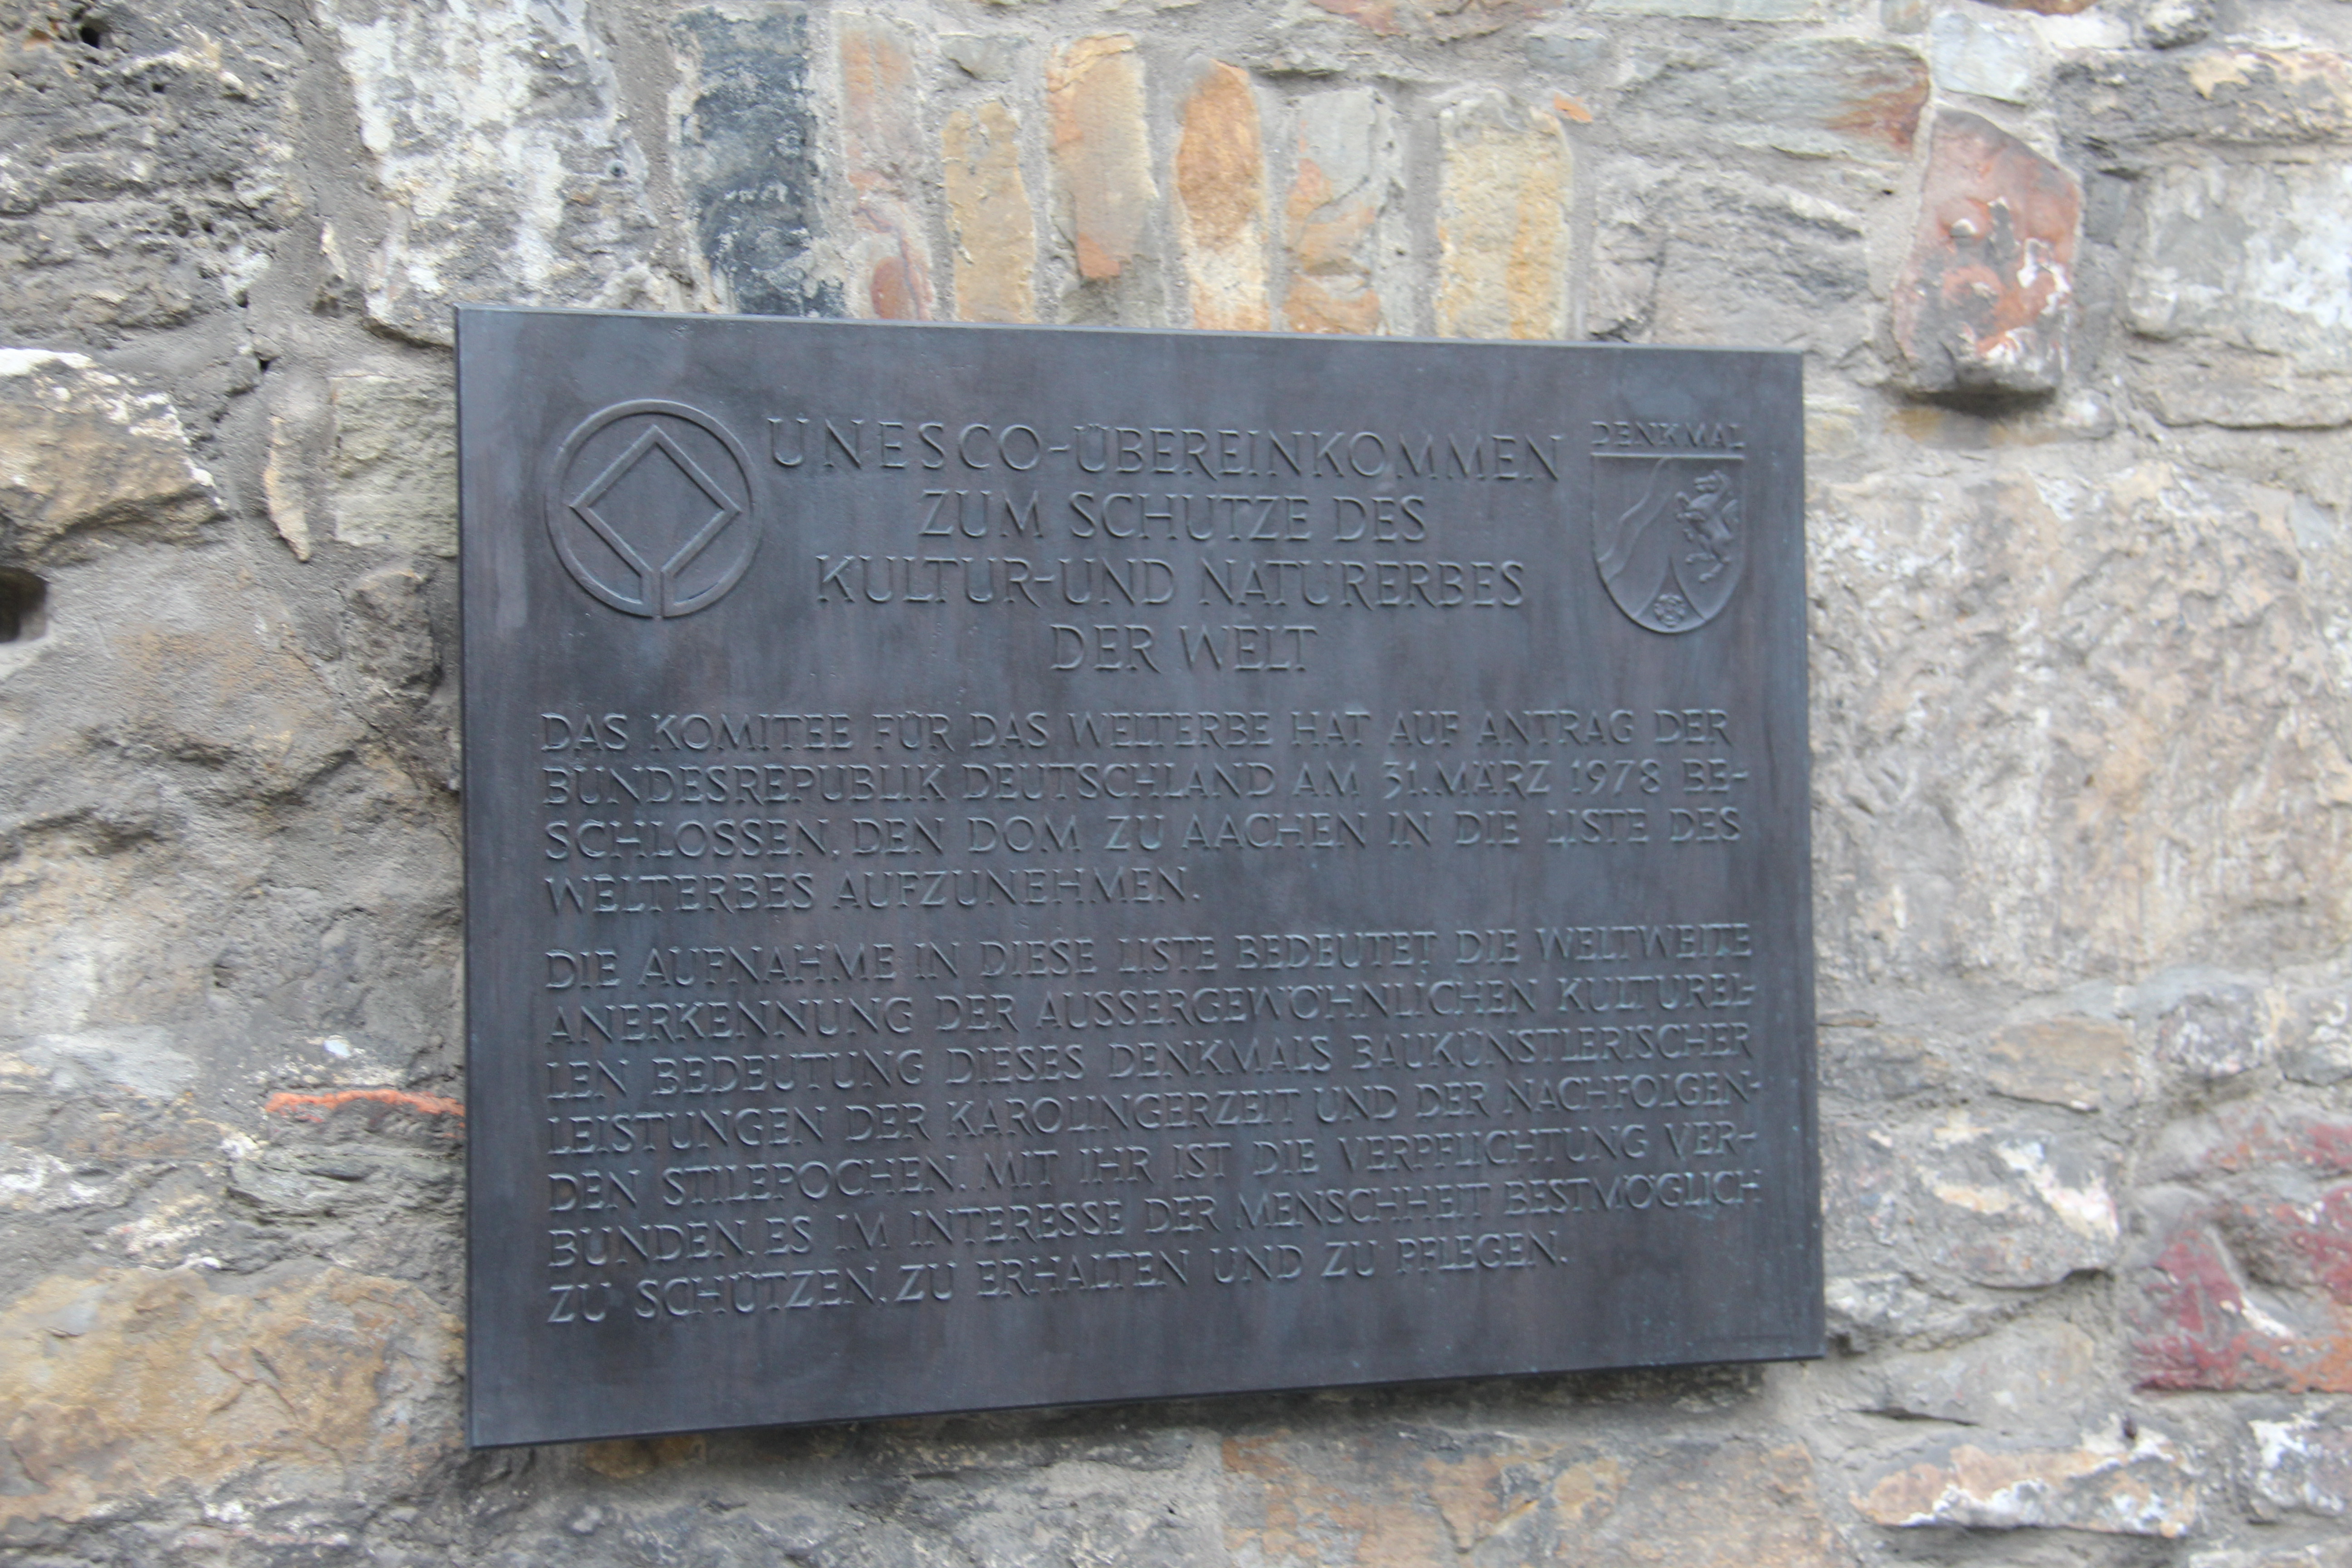 UNESCO-ÜBEREINKOMMEN
ZUM SCHUTZE DES
KULTUR-UND NATURERBES
DER WELT
DENKMAL
DAS KOMITEE FÜR DAS WELTERBE HAT AUF ANTRAG DER
BUNDESREPUBLIK DEUTSCHLAND AM 31. MÄRZ 1978 BE-
SCHLOSSEN, DEN DOM ZU AACHEN IN DIE LISTE DES
WELTERBES AUFZUNEHMEN.
DIE AUFNAHME IN DIESE LISTE BEDEUTET DIE WELTWEITE
ANERKENNUNG DER AUSSERGEWÖHNLICHEN KULTUREL-
LEN BEDEUTUNG DIESES DENKMALS BAUKÜNSTLERISCHER
LEISTUNGEN DER KAROLINGERZEIT UND DER NACHFOLGEN-
DEN STILEPOCHEN. MIT IHR IST DIE VERPFLICHTUNG VER-
BUNDEN, ES IM INTERESSE DER MENSCHHEIT BESTMÖGLICH
ZU SCHÜTZEN, ZU ERHALTEN UND ZU PFLEGEN.